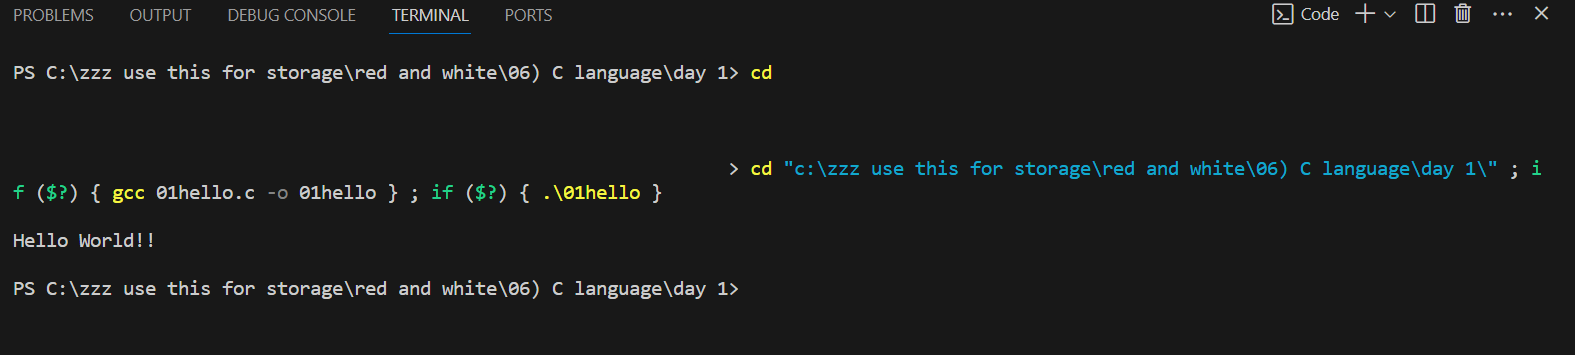 PROBLEMS OUTPUT DEBUG CONSOLE TERMINAL PORTS Code
PS C:\zzz use this for storage\red and white\06) C language\day 1> cd
> cd "c:\zzz use this for storage\red and white\06) C language\day 1\" ; i
f ($?) { gcc 01hello.c -o 01hello } ; if ($?) { .\01hello }
Hello World!!
PS C:\zzz use this for storage\red and white\06) C language\day 1>